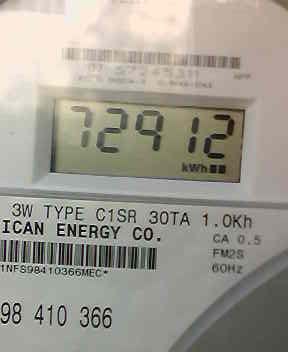 72912
kWh
3W TYPE C1SR 30TA 1.0Kh
ICAN ENERGY CO.
CA 0.5
FM2S
1NFS98410366MEC*
60Hz
98 410 366